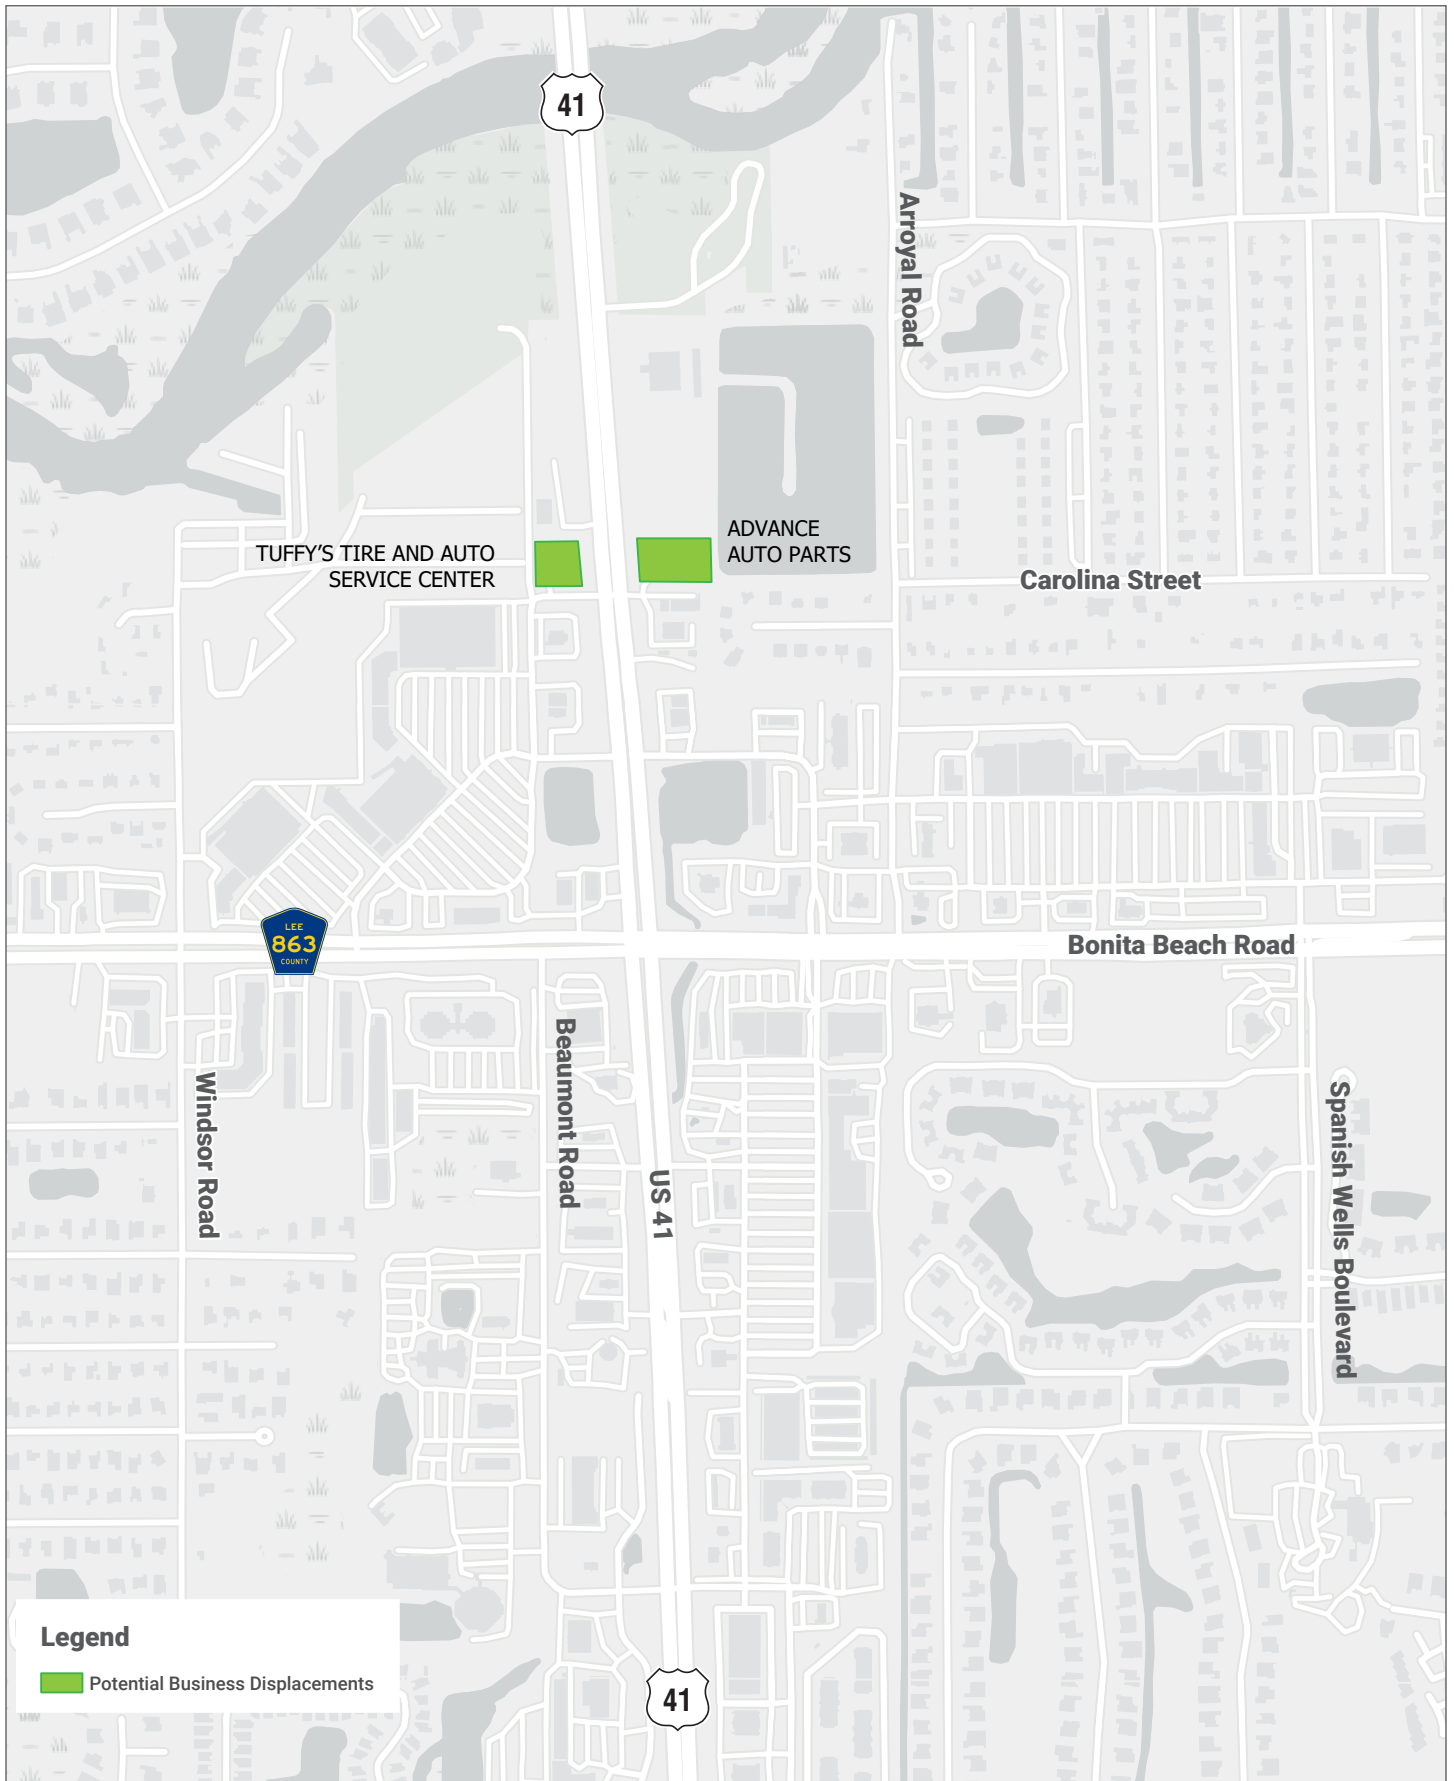 41
Arroyal Road
ADVANCE
AUTO PARTS
TUFFY'S TIRE AND AUTO
SERVICE CENTER
Carolina Street
LEE
863
COUNTY
Bonita Beach Road
Beaumont Road
Windsor Road
Spanish Wells Boulevard
US 41
Legend
Potential Business Displacements
41